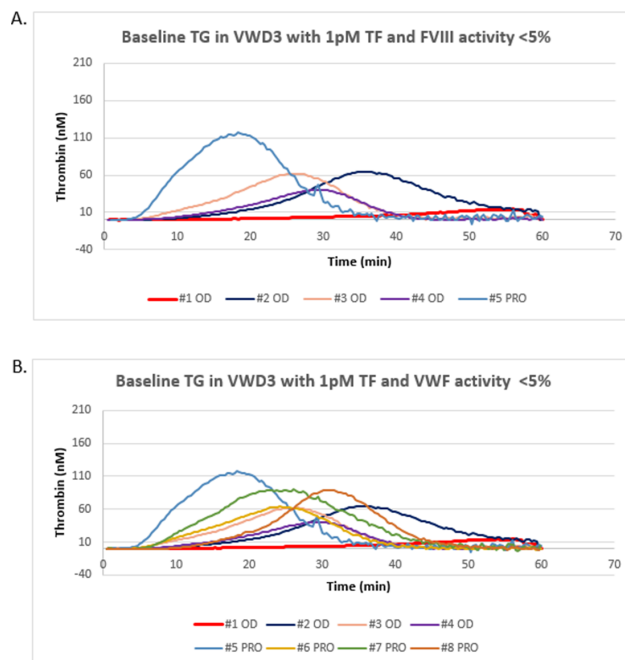 A.
Baseline TG in VWD3 with 1pM TF and FVIII activity <5%
Thrombin (nM)
210
160
110
60
10
-40
0 10 20 30 40 50 60 70
Time (min)
#1 OD #2 OD #3 OD #4 OD #5 PRO
B.
Baseline TG in VWD3 with 1pM TF and VWF activity <5%
Thrombin (nM)
210
160
110
60
10
-40
0 10 20 30 40 50 60 70
Time (min)
#1 OD #2 OD #3 OD #4 OD
#5 PRO #6 PRO #7 PRO #8 PRO